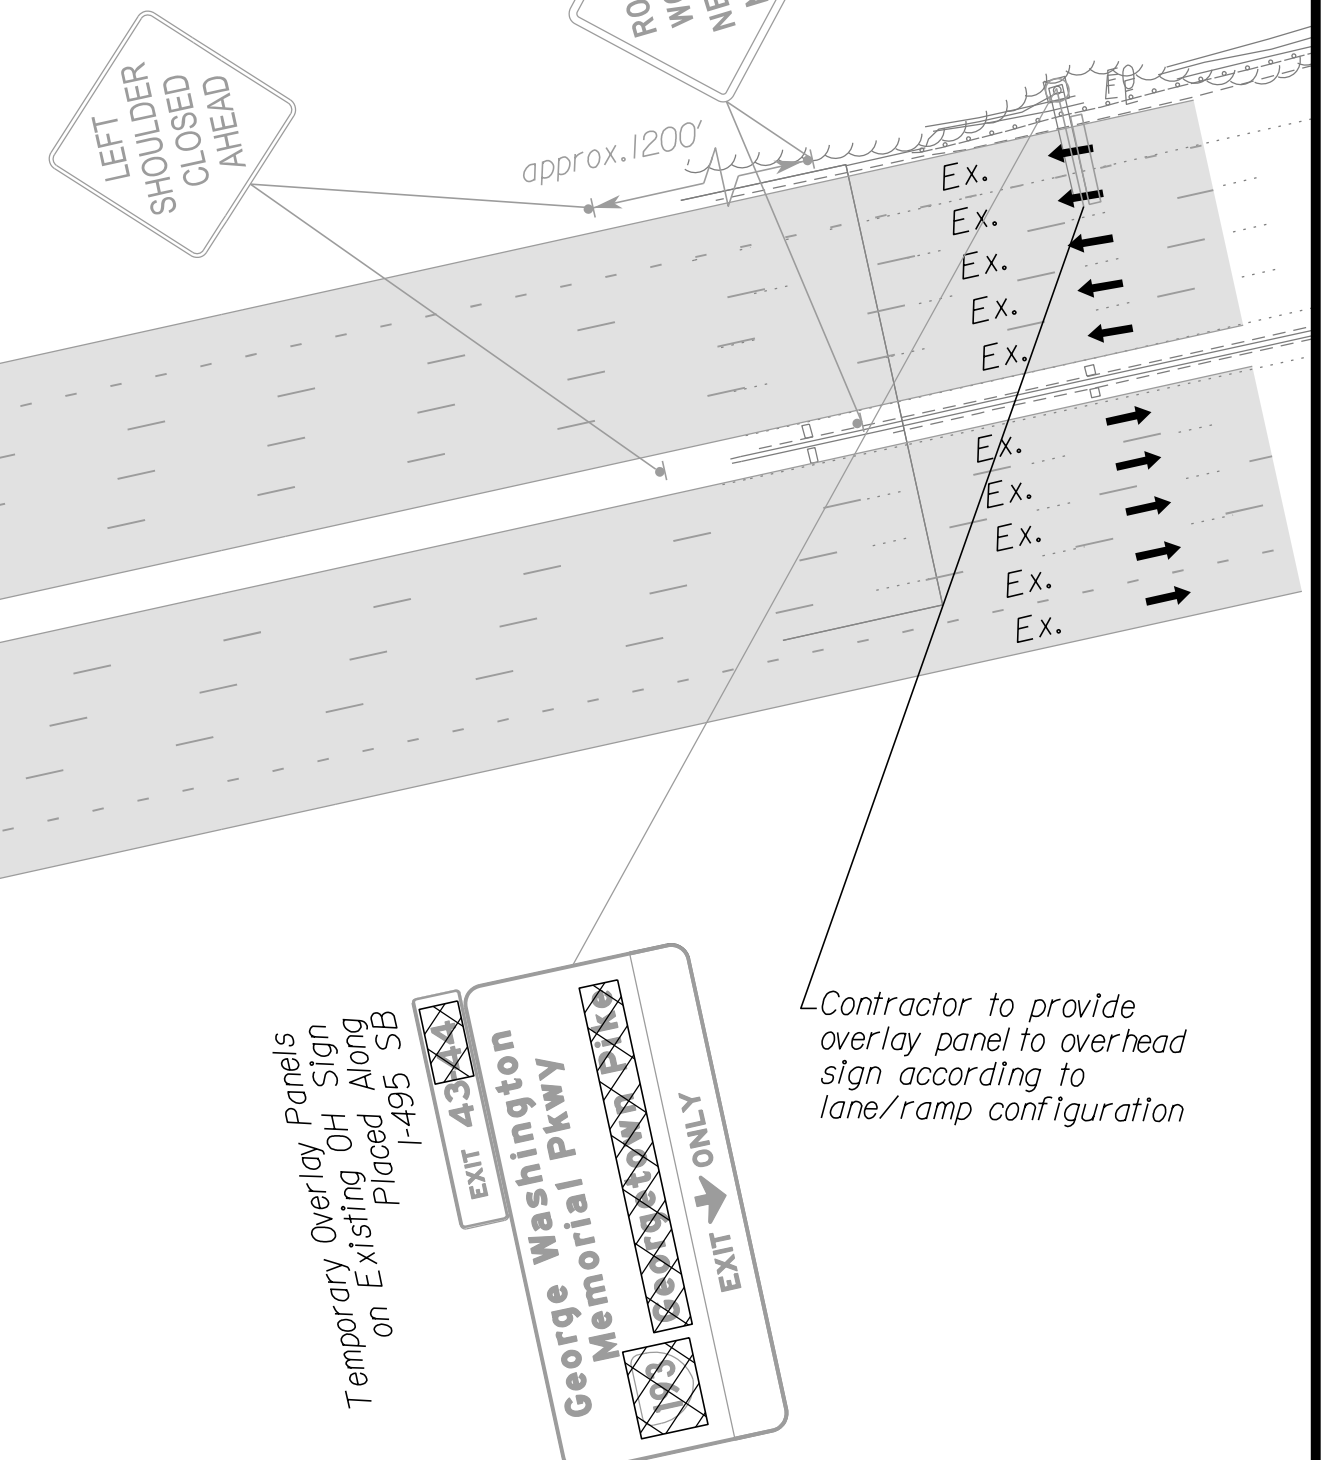 LEFT
SHOULDER
CLOSED
AHEAD
approx. 1200'
Ex.
Ex.
Ex.
Ex.
Ex.
Ex.
Ex.
Ex.
Ex.
Ex.
Contractor to provide
overlay panel to overhead
sign according to
lane/ramp configuration
Temporary Overlay Panels
on Existing OH Sign
Placed Along
I-495 SB
EXIT 43-44
George Washington
Memorial Pkwy
193 Georgetown Pike
EXIT ONLY